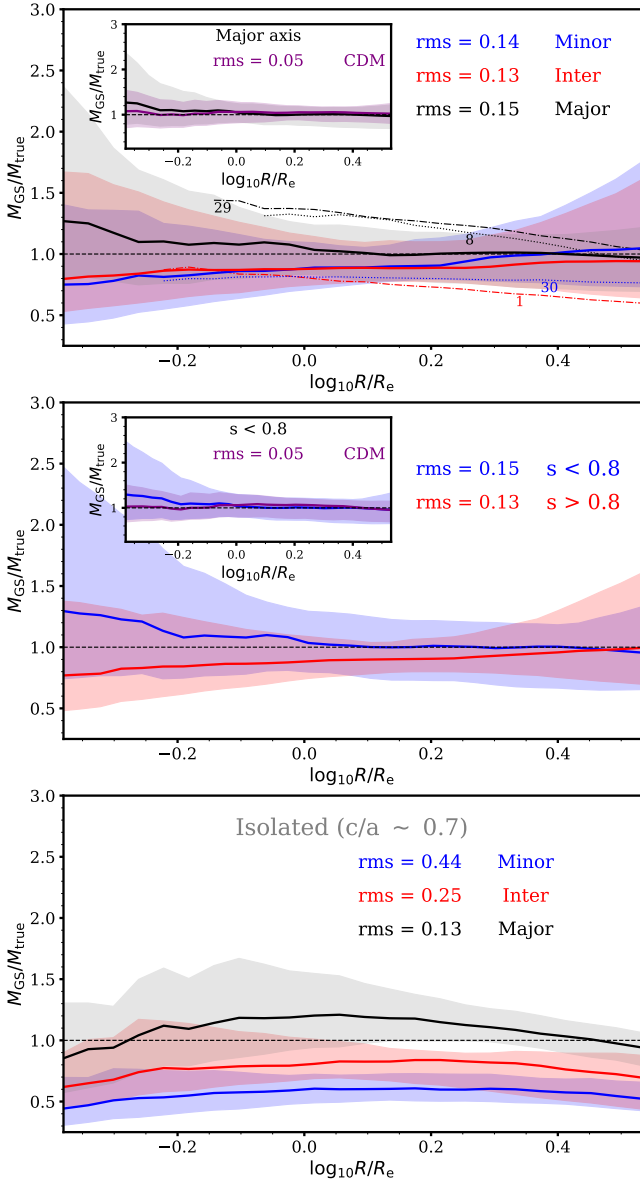 3.0
2.5
2.0
1.5
1.0
0.5
M_GS/M_true
Major axis
rms = 0.05 CDM
3
2
1
M_GS/M_true
−0.2 0.0 0.2 0.4
log₁₀R/Rₑ
rms = 0.14 Minor
rms = 0.13 Inter
rms = 0.15 Major
29
8
30
1
−0.2 0.0 0.2 0.4
log₁₀R/Rₑ
3.0
2.5
2.0
1.5
1.0
0.5
M_GS/M_true
s < 0.8
rms = 0.05 CDM
3
2
1
M_GS/M_true
−0.2 0.0 0.2 0.4
log₁₀R/Rₑ
rms = 0.15 s < 0.8
rms = 0.13 s > 0.8
−0.2 0.0 0.2 0.4
log₁₀R/Rₑ
3.0
2.5
2.0
1.5
1.0
0.5
M_GS/M_true
Isolated (c/a ∼ 0.7)
rms = 0.44 Minor
rms = 0.25 Inter
rms = 0.13 Major
−0.2 0.0 0.2 0.4
log₁₀R/Rₑ